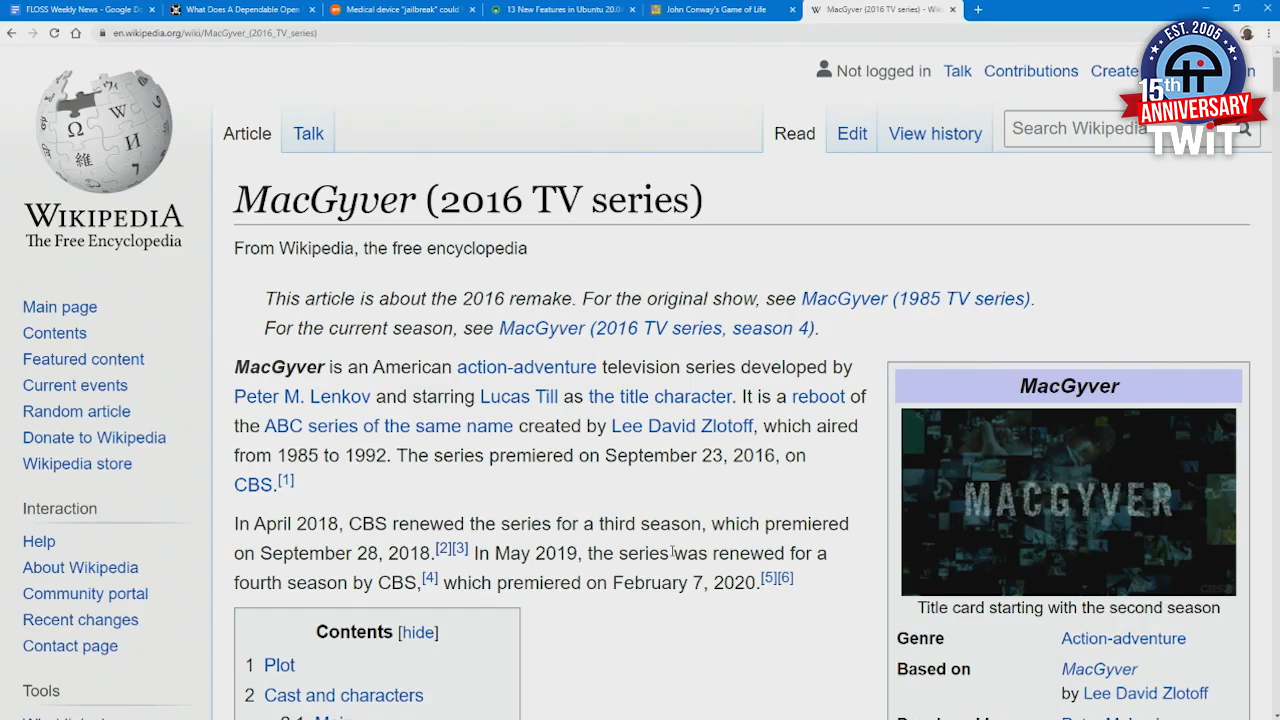 FLOSS Weekly News - Google D
What Does A Dependable Open
Medical device "jailbreak" could
13 New Features in Ubuntu 20.0
John Conway's Game of Life
MacGyver (2016 TV series) - Wiki
en.wikipedia.org/wiki/MacGyver_(2016_TV_series)
EST. 2005
15th
ANNIVERSARY
TWiT
Not logged in Talk Contributions Create
Article Talk Read Edit View history Search Wikipedia
WIKIPEDIA
The Free Encyclopedia
Main page
Contents
Featured content
Current events
Random article
Donate to Wikipedia
Wikipedia store
Interaction
Help
About Wikipedia
Community portal
Recent changes
Contact page
Tools
MacGyver (2016 TV series)
From Wikipedia, the free encyclopedia
This article is about the 2016 remake. For the original show, see MacGyver (1985 TV series).
For the current season, see MacGyver (2016 TV series, season 4).
MacGyver is an American action-adventure television series developed by
Peter M. Lenkov and starring Lucas Till as the title character. It is a reboot of
the ABC series of the same name created by Lee David Zlotoff, which aired
from 1985 to 1992. The series premiered on September 23, 2016, on
CBS.[1]
In April 2018, CBS renewed the series for a third season, which premiered
on September 28, 2018.[2][3] In May 2019, the series was renewed for a
fourth season by CBS,[4] which premiered on February 7, 2020.[5][6]
Contents [hide]
1 Plot
2 Cast and characters
MacGyver
MACGYVER
Title card starting with the second season
Genre Action-adventure
Based on MacGyver
by Lee David Zlotoff